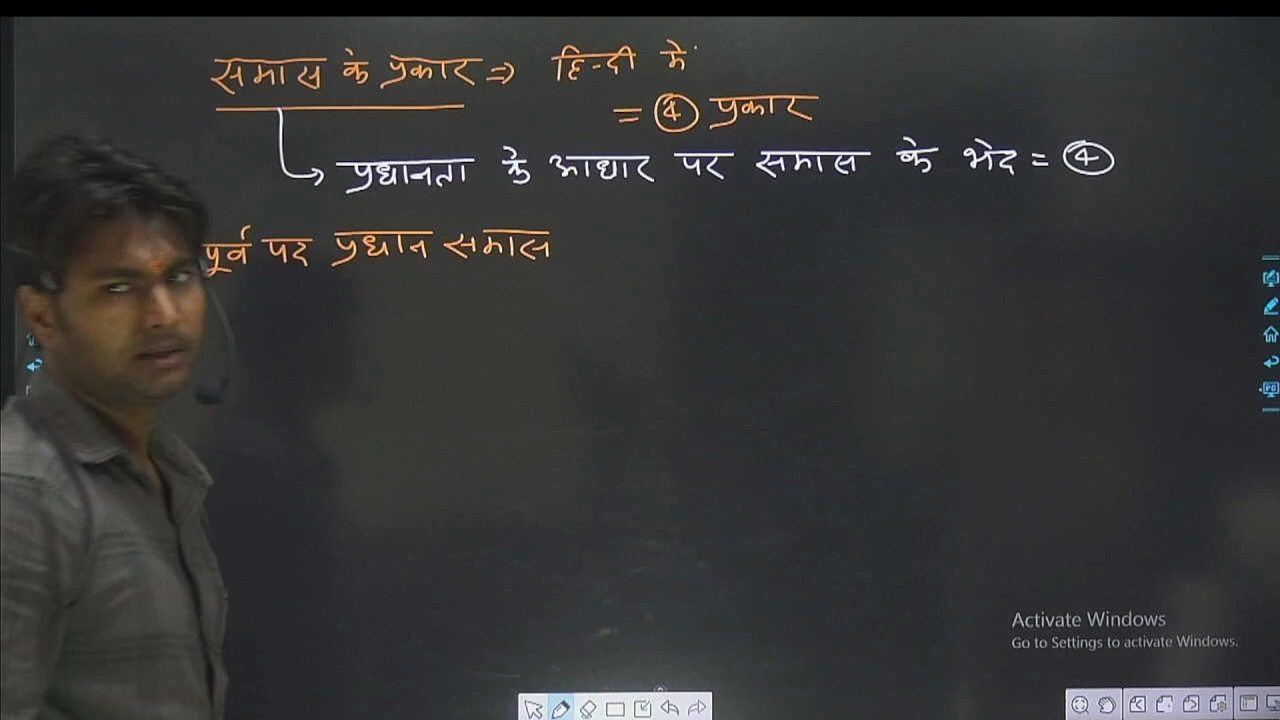 समास के प्रकार ⇒ हिन्दी में
= ④ प्रकार
प्रधानता के आधार पर समास के भेद = ④
पूर्व पद प्रधान समास
Activate Windows
Go to Settings to activate Windows.